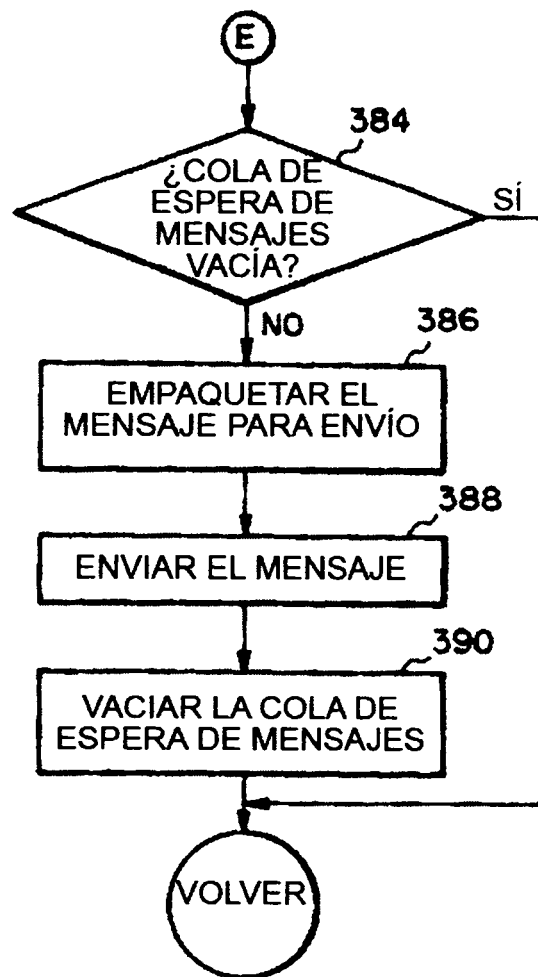 E
384
¿COLA DE
ESPERA DE
MENSAJES
VACÍA?
SÍ
NO
386
EMPAQUETAR EL
MENSAJE PARA ENVÍO
388
ENVIAR EL MENSAJE
390
VACIAR LA COLA DE
ESPERA DE MENSAJES
VOLVER